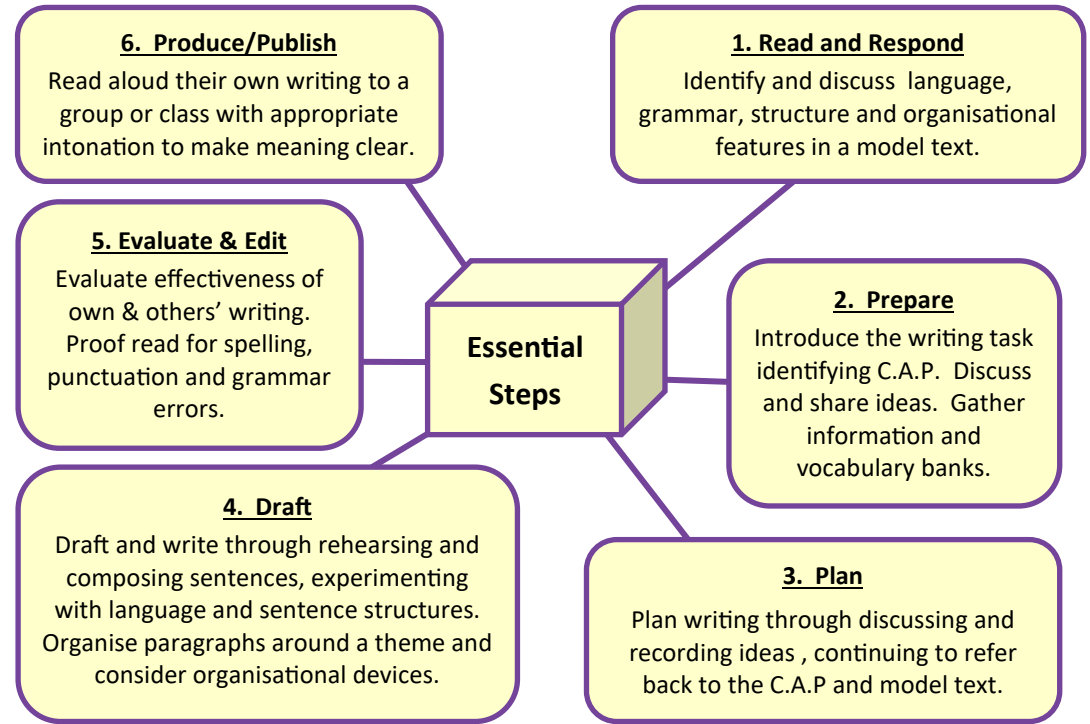 Essential
Steps
1. Read and Respond
Identify and discuss language,
grammar, structure and organisational
features in a model text.
2. Prepare
Introduce the writing task
identifying C.A.P. Discuss
and share ideas. Gather
information and
vocabulary banks.
3. Plan
Plan writing through discussing and
recording ideas , continuing to refer
back to the C.A.P and model text.
4. Draft
Draft and write through rehearsing and
composing sentences, experimenting
with language and sentence structures.
Organise paragraphs around a theme and
consider organisational devices.
5. Evaluate & Edit
Evaluate effectiveness of
own & others’ writing.
Proof read for spelling,
punctuation and grammar
errors.
6. Produce/Publish
Read aloud their own writing to a
group or class with appropriate
intonation to make meaning clear.